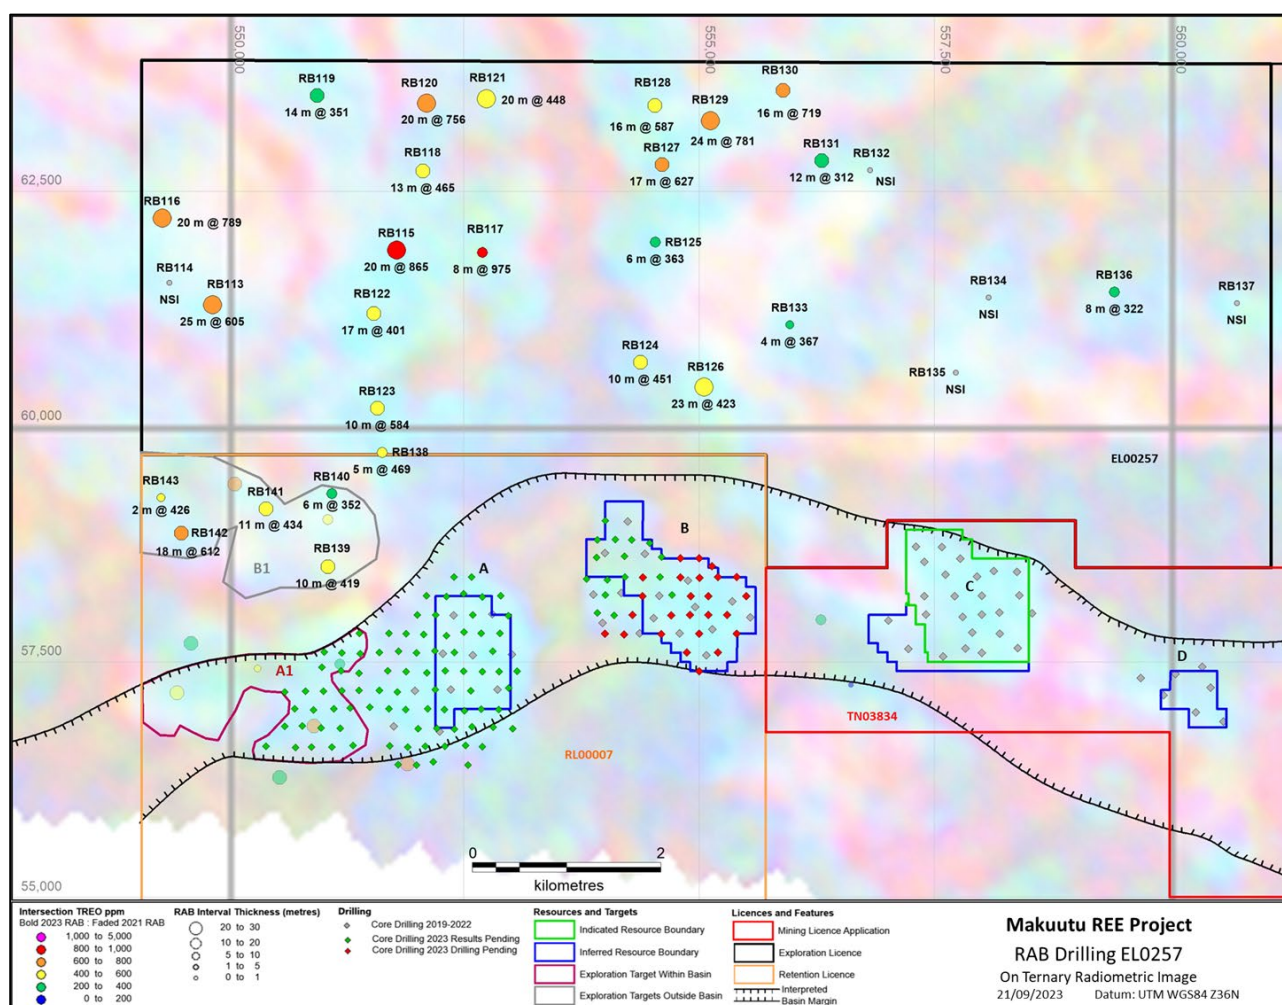 550,000
555,000
557,500
560,000
RB119
14 m @ 351
RB120
20 m @ 756
RB121
20 m @ 448
RB128
16 m @ 587
RB129
24 m @ 781
RB130
16 m @ 719
RB118
13 m @ 465
RB127
17 m @ 627
RB131
12 m @ 312
RB132
NSI
62,500
RB116
20 m @ 789
RB115
20 m @ 865
RB117
8 m @ 975
RB125
6 m @ 363
RB114
NSI
RB113
25 m @ 605
RB122
17 m @ 401
RB133
4 m @ 367
RB134
NSI
RB136
8 m @ 322
RB137
NSI
RB124
10 m @ 451
RB126
23 m @ 423
RB135
NSI
RB123
10 m @ 584
60,000
RB138
5 m @ 469
EL00257
RB143
2 m @ 426
RB141
11 m @ 434
RB140
6 m @ 352
RB142
18 m @ 612
RB139
10 m @ 419
B1
A
B
C
D
57,500
A1
TN03834
RL00007
0
2
kilometres
55,000
Intersection TREO ppm
Bold 2023 RAB : Faded 2021 RAB
1,000 to 5,000
800 to 1,000
600 to 800
400 to 600
200 to 400
0 to 200
RAB Interval Thickness (metres)
20 to 30
10 to 20
5 to 10
1 to 5
0 to 1
Drilling
Core Drilling 2019-2022
Core Drilling 2023 Results Pending
Core Drilling 2023 Drilling Pending
Resources and Targets
Indicated Resource Boundary
Inferred Resource Boundary
Exploration Target Within Basin
Exploration Targets Outside Basin
Licences and Features
Mining Licence Application
Exploration Licence
Retention Licence
Interpreted
Basin Margin
Makuutu REE Project
RAB Drilling EL0257
On Ternary Radiometric Image
21/09/2023 Datum: UTM WGS84 Z36N